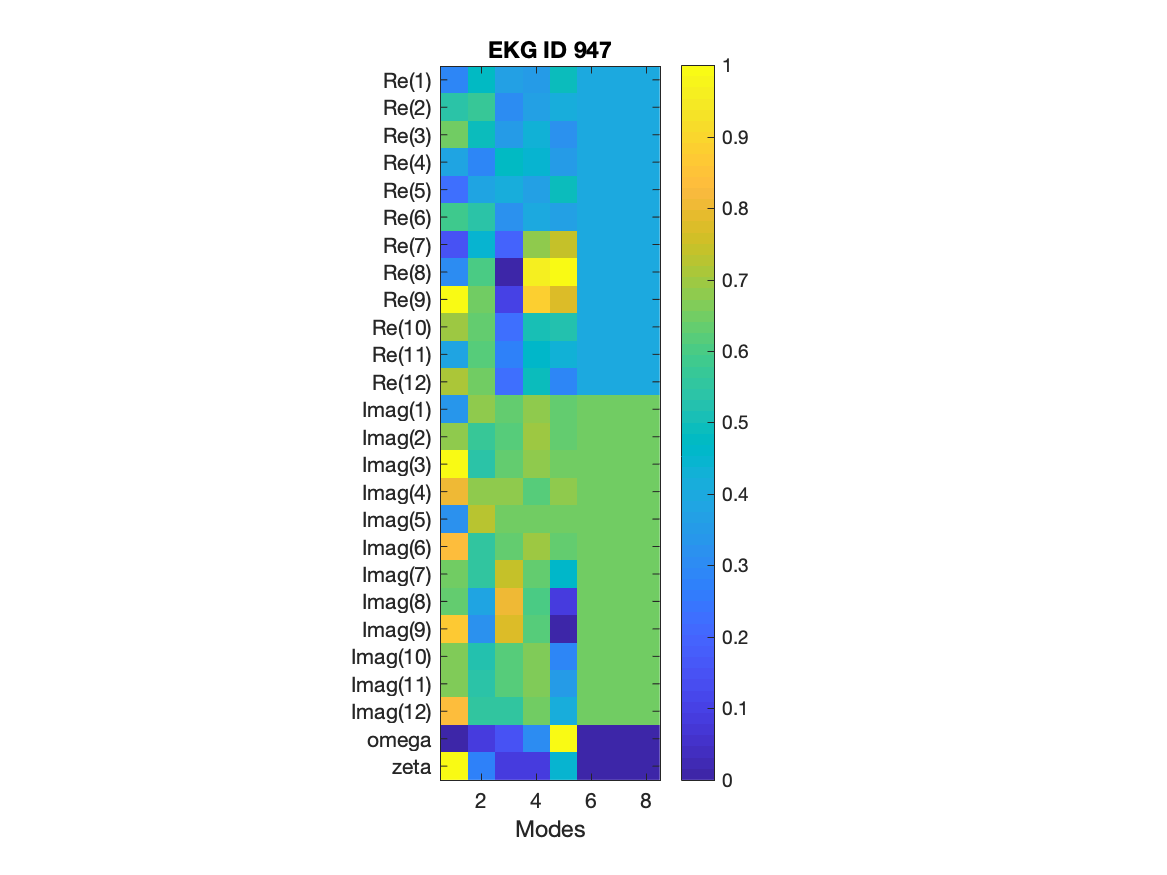 EKG ID 947
Re(1)
Re(2)
Re(3)
Re(4)
Re(5)
Re(6)
Re(7)
Re(8)
Re(9)
Re(10)
Re(11)
Re(12)
Imag(1)
Imag(2)
Imag(3)
Imag(4)
Imag(5)
Imag(6)
Imag(7)
Imag(8)
Imag(9)
Imag(10)
Imag(11)
Imag(12)
omega
zeta
2 4 6 8
Modes
1
0.9
0.8
0.7
0.6
0.5
0.4
0.3
0.2
0.1
0